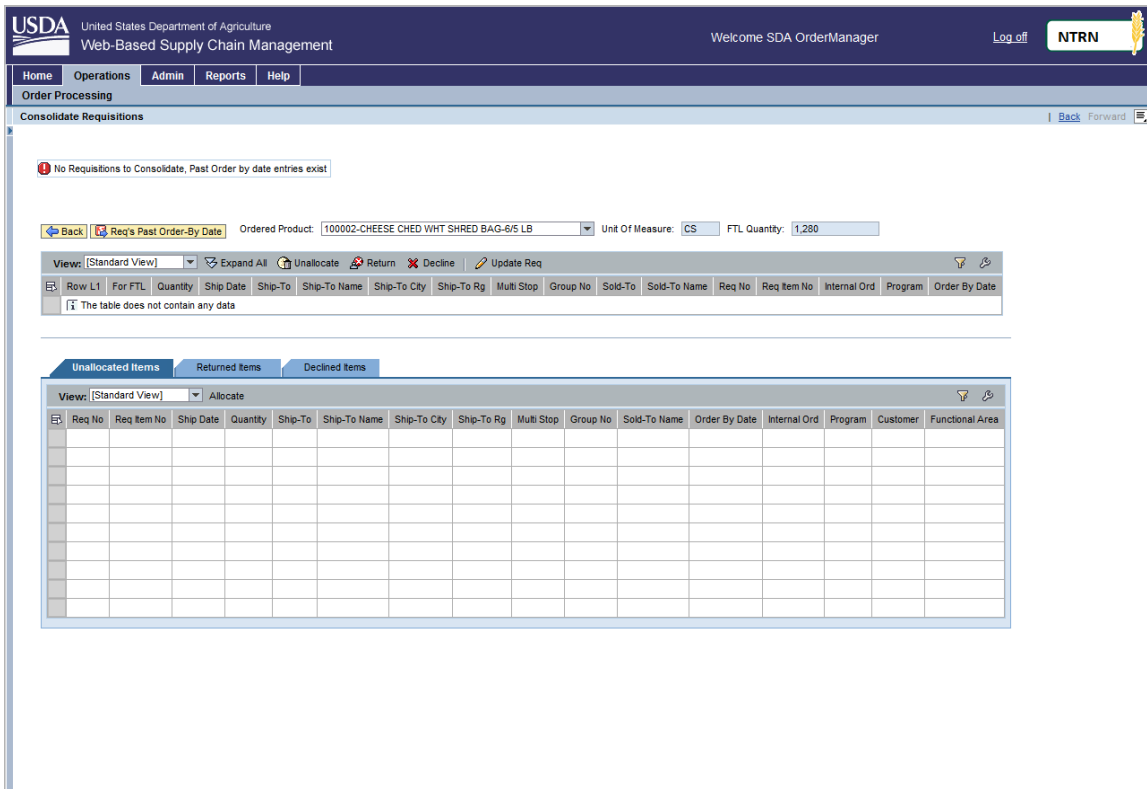 USDA United States Department of Agriculture
Web-Based Supply Chain Management Welcome SDA OrderManager Log off NTRN
Home Operations Admin Reports Help
Order Processing
Consolidate Requisitions | Back Forward
No Requisitions to Consolidate, Past Order by date entries exist
Back Req's Past Order-By Date Ordered Product: 100002-CHEESE CHED WHT SHRED BAG-6/5 LB Unit Of Measure: CS FTL Quantity: 1,280
View: [Standard View] Expand All Unallocate Return Decline Update Req
Row L1 For FTL Quantity Ship Date Ship-To Ship-To Name Ship-To City Ship-To Rg Multi Stop Group No Sold-To Sold-To Name Req No Req Item No Internal Ord Program Order By Date
The table does not contain any data
Unallocated Items Returned Items Declined Items
View: [Standard View] Allocate
Req No Req Item No Ship Date Quantity Ship-To Ship-To Name Ship-To City Ship-To Rg Multi Stop Group No Sold-To Name Order By Date Internal Ord Program Customer Functional Area